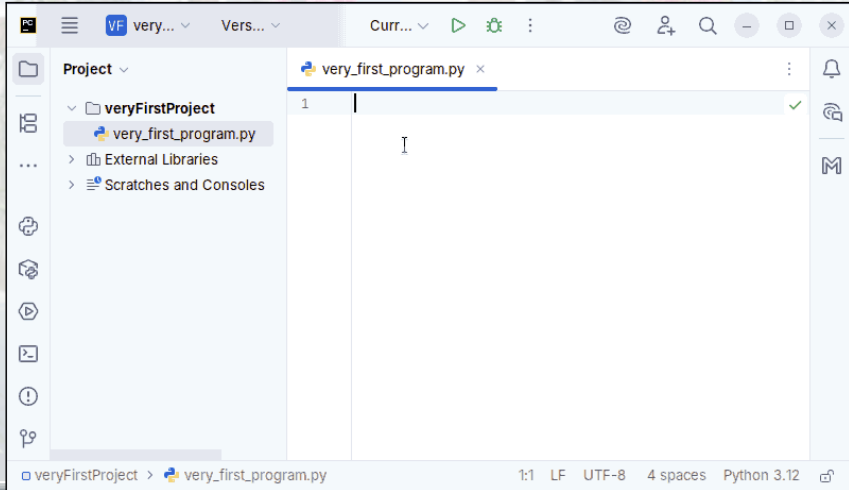 PC VF very... Vers... Curr...
Project very_first_program.py
veryFirstProject 1
very_first_program.py
External Libraries
Scratches and Consoles
veryFirstProject > very_first_program.py 1:1 LF UTF-8 4 spaces Python 3.12